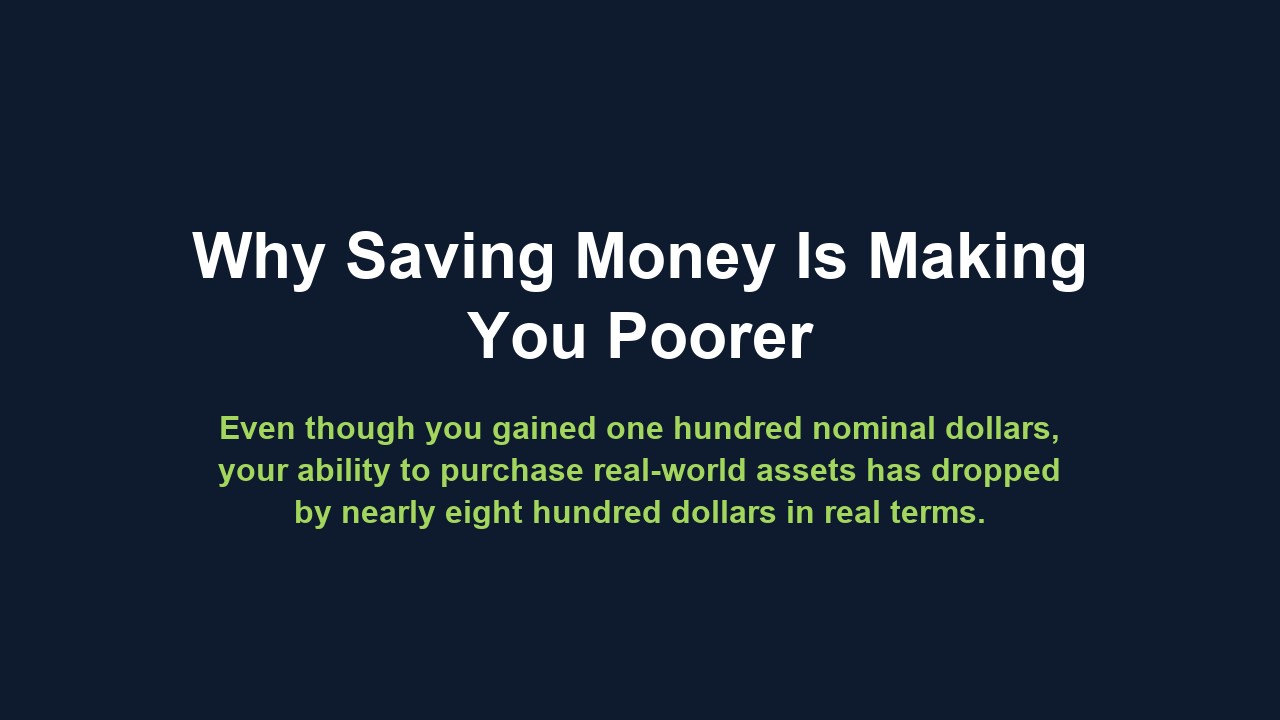 Why Saving Money Is Making
You Poorer
Even though you gained one hundred nominal dollars,
your ability to purchase real-world assets has dropped
by nearly eight hundred dollars in real terms.